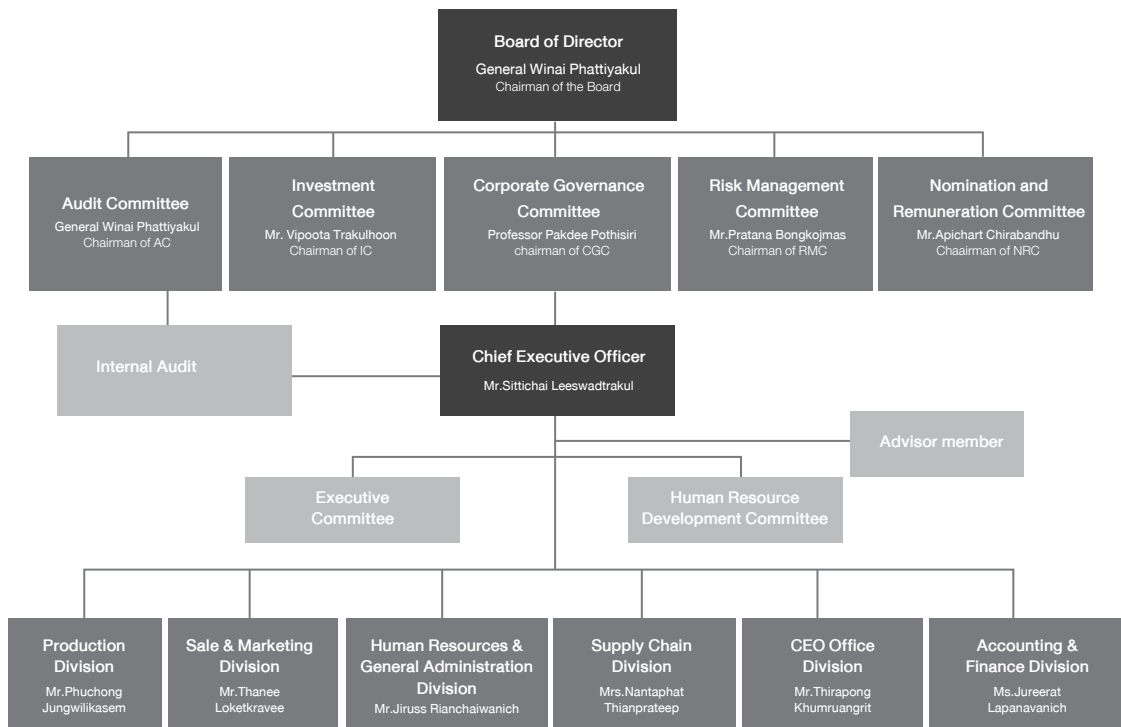 Board of Director
General Winai Phattiyakul
Chairman of the Board
Audit Committee
General Winai Phattiyakul
Chairman of AC
Investment
Committee
Mr. Vipoota Trakulhoon
Chairman of IC
Corporate Governance
Committee
Professor Pakdee Pothisiri
chairman of CGC
Risk Management
Committee
Mr.Pratana Bongkojmas
Chairman of RMC
Nomination and
Remuneration Committee
Mr.Apichart Chirabandhu
Chaairman of NRC
Internal Audit
Chief Executive Officer
Mr.Sittichai Leeswadtrakul
Advisor member
Executive
Committee
Human Resource
Development Committee
Production
Division
Mr.Phuchong
Jungwilikasem
Sale & Marketing
Division
Mr.Thanee
Loketkravee
Human Resources &
General Administration
Division
Mr.Jiruss Rianchaiwanich
Supply Chain
Division
Mrs.Nantaphat
Thianprateep
CEO Office
Division
Mr.Thirapong
Khumruangrit
Accounting &
Finance Division
Ms.Jureerat
Lapanavanich